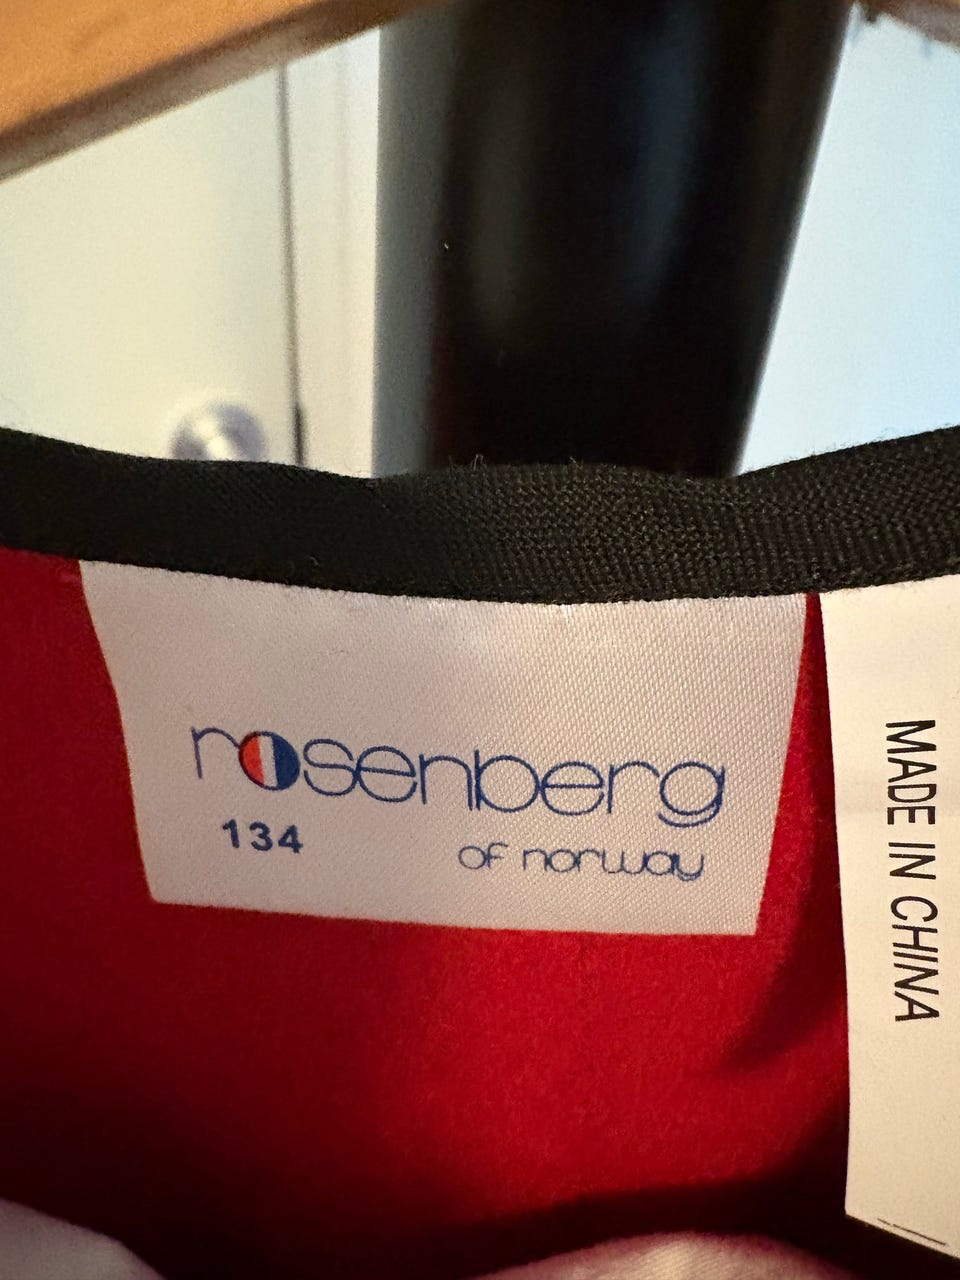 rosenberg
134
of norway
MADE IN CHINA